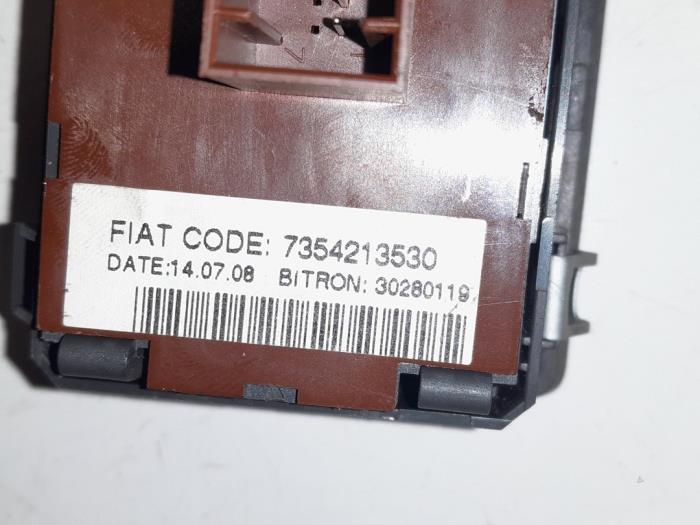 FIAT CODE: 7354213530
DATE:14.07.08 BITRON: 30280119